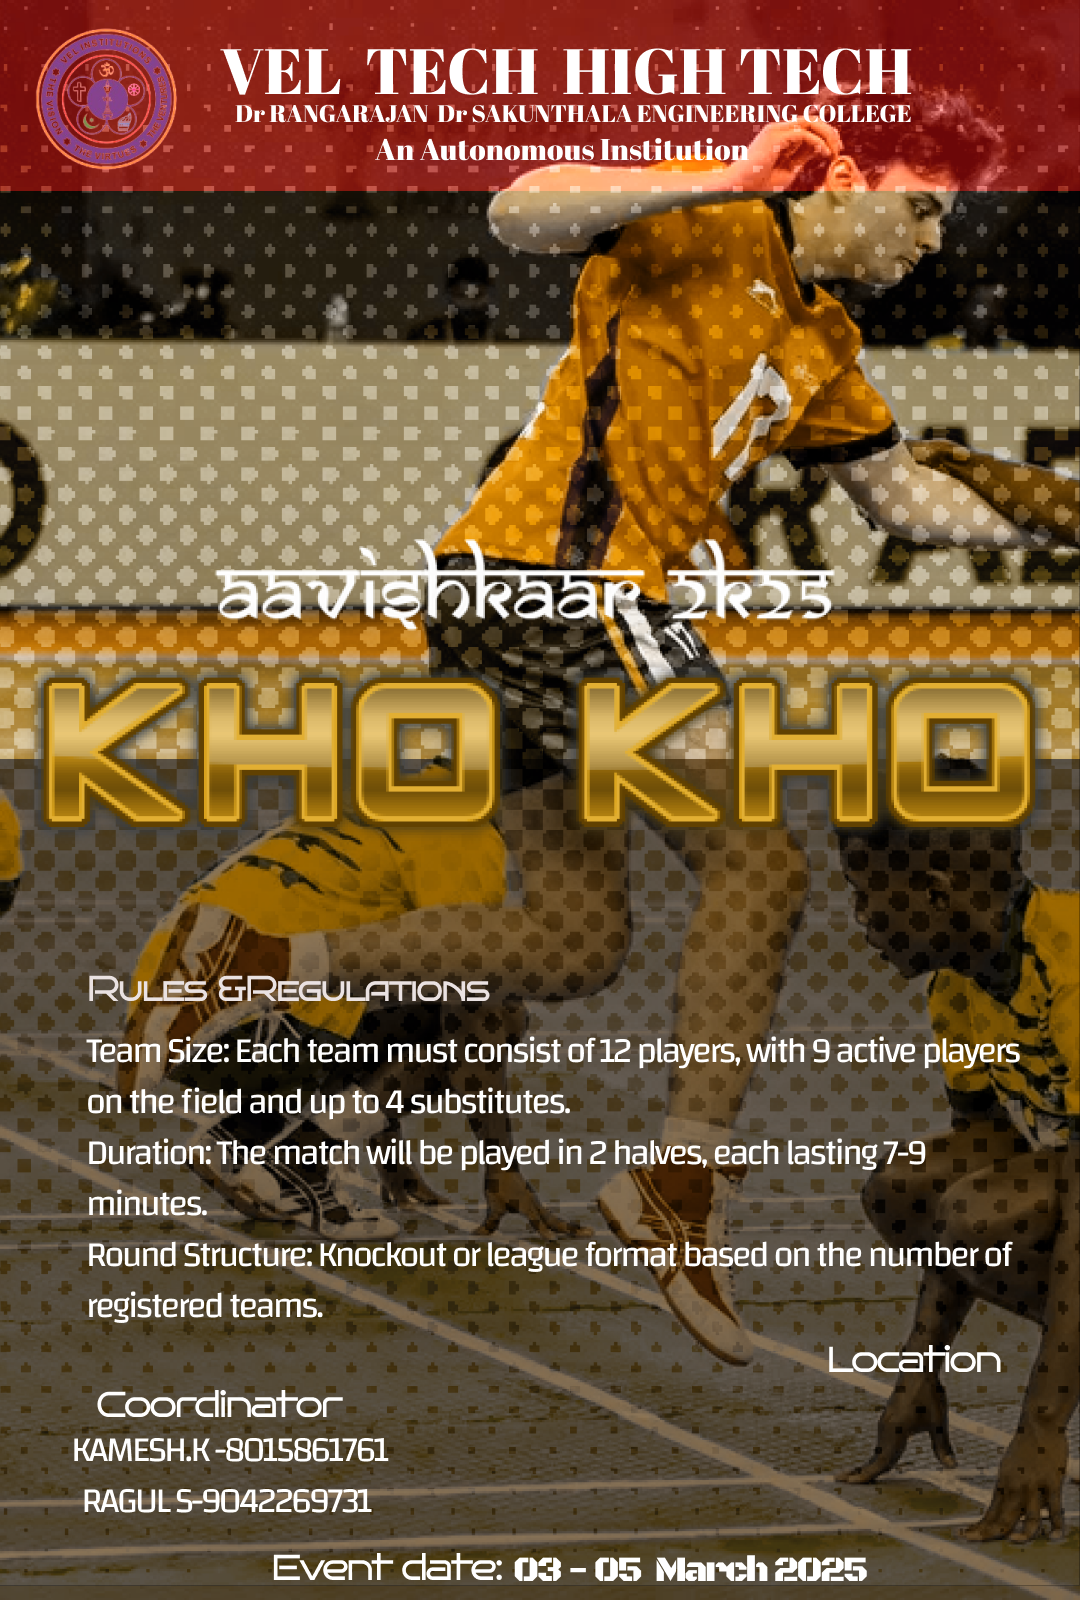 VEL TECH HIGH TECH
Dr RANGARAJAN Dr SAKUNTHALA ENGINEERING COLLEGE
An Autonomous Institution
aavishkaar 2k25
KHO KHO
Rules &Regulations
Team Size: Each team must consist of 12 players, with 9 active players
on the field and up to 4 substitutes.
Duration: The match will be played in 2 halves, each lasting 7-9
minutes.
Round Structure: Knockout or league format based on the number of
registered teams.
Location
Coordinator
KAMESH.K -8015861761
RAGUL S-9042269731
Event date: 03 - 05 March 2025